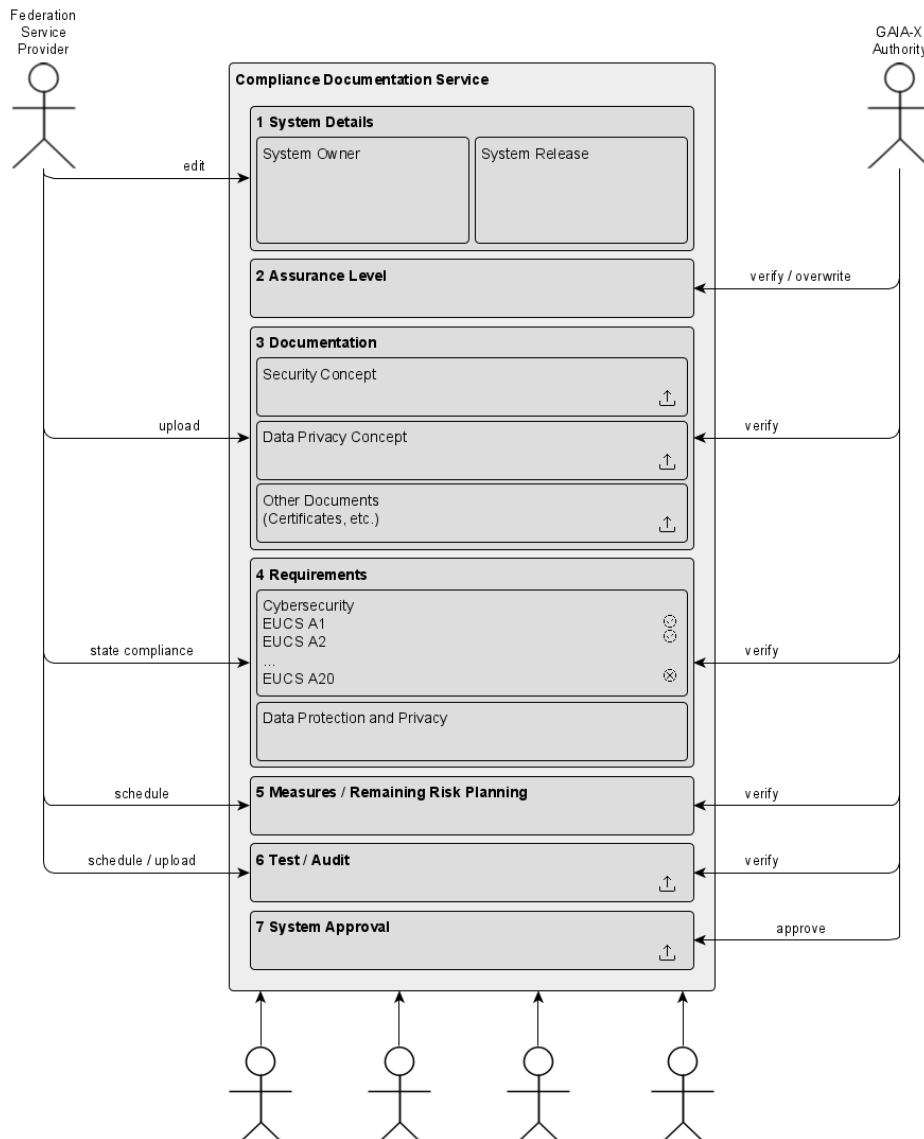 Federation
Service
Provider
GAIA-X
Authority
Compliance Documentation Service
1 System Details
System Owner
System Release
edit
2 Assurance Level
verify / overwrite
3 Documentation
Security Concept
upload
Data Privacy Concept
verify
Other Documents
(Certificates, etc.)
4 Requirements
Cybersecurity
EUCS A1
EUCS A2
...
EUCS A20
state compliance
verify
Data Protection and Privacy
schedule
5 Measures / Remaining Risk Planning
verify
schedule / upload
6 Test / Audit
verify
7 System Approval
approve